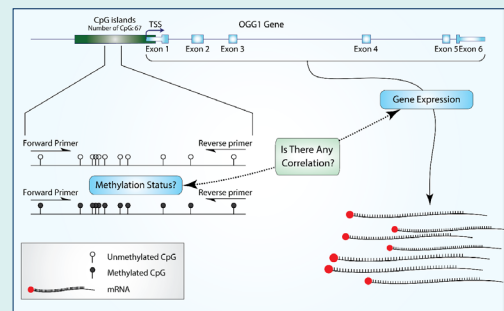 CpG islands
Number of CpGs: 67
TSS
OGG1 Gene
Exon 1
Exon 2
Exon 3
Exon 4
Exon 5
Exon 6
Gene Expression
Forward Primer
Reverse primer
Is There Any
Correlation?
Methylation Status?
Forward Primer
Reverse primer
Unmethylated CpG
Methylated CpG
mRNA